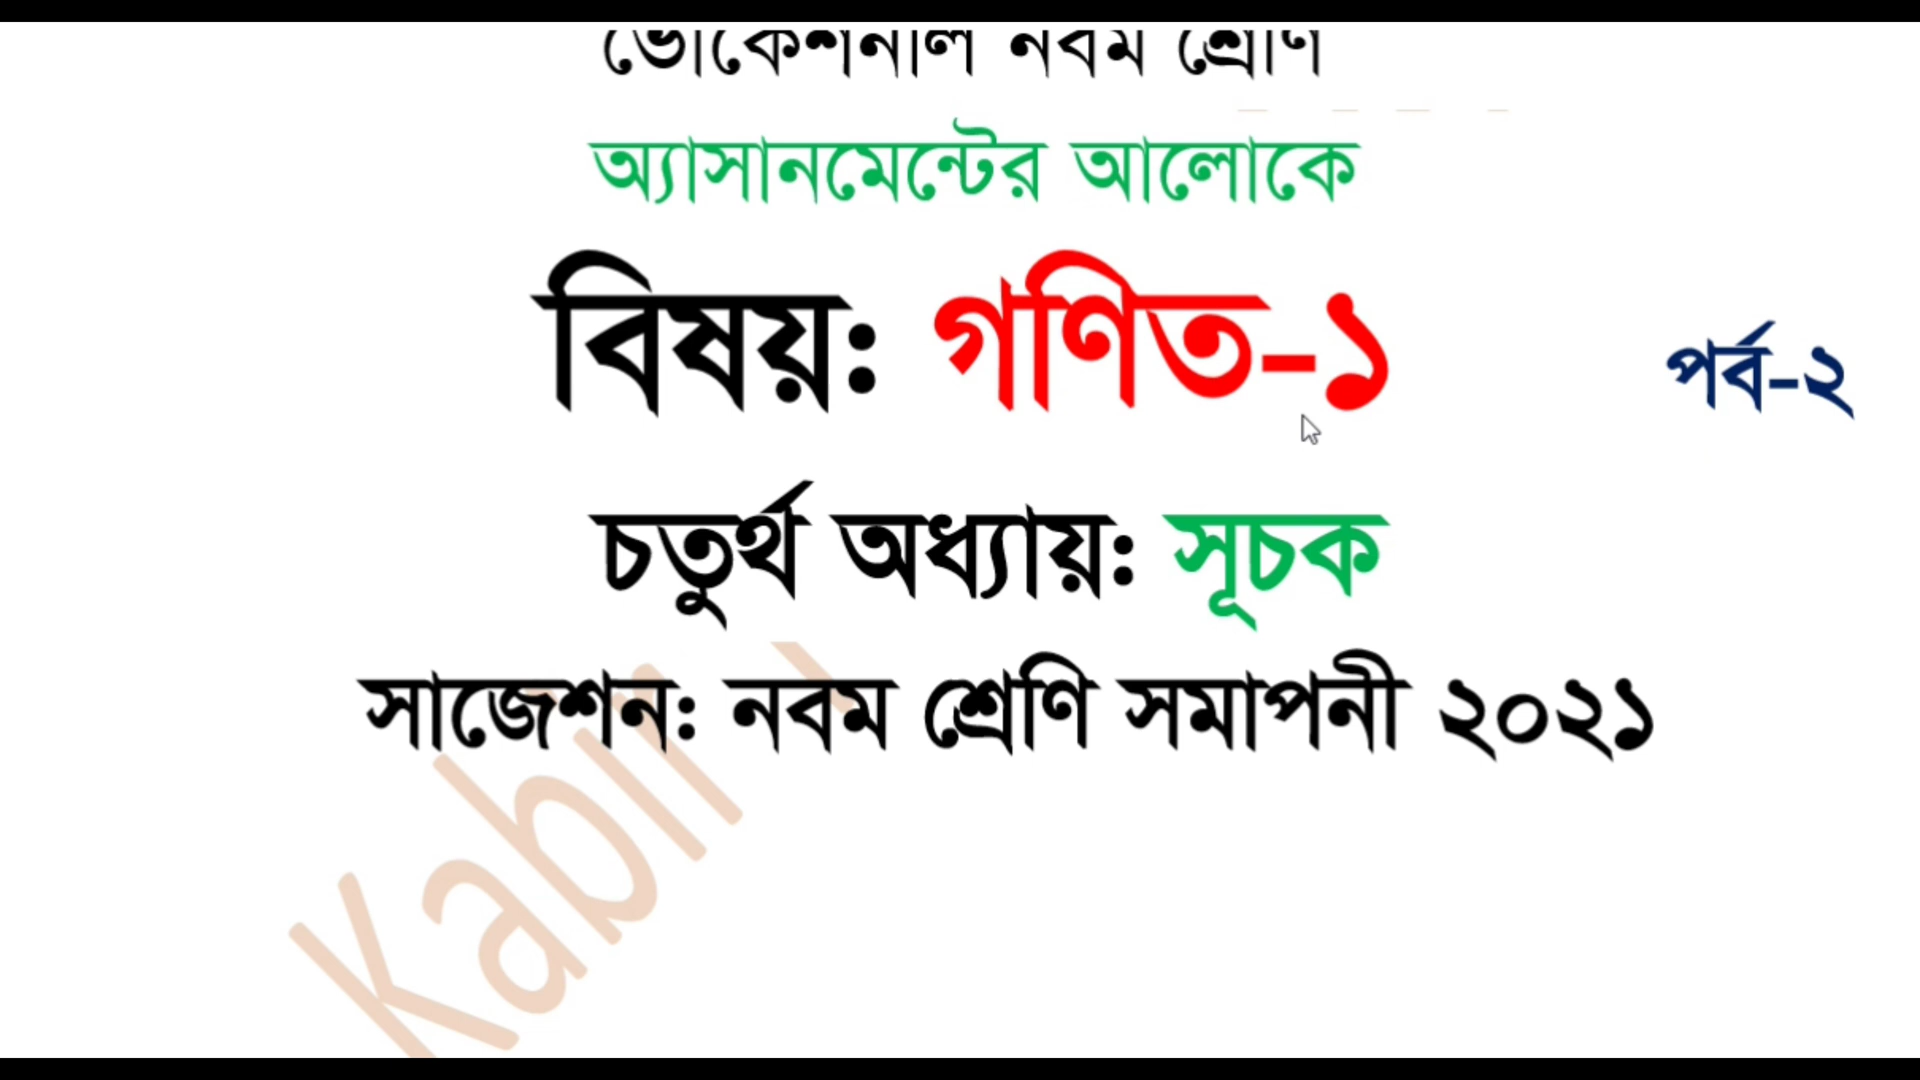 ভোকেশনাল নবম শ্রেণি
অ্যাসানমেন্টের আলোকে
বিষয়: গণিত-১
পর্ব-২
চতুর্থ অধ্যায়: সূচক
সাজেশন: নবম শ্রেণি সমাপনী ২০২১
Kabir